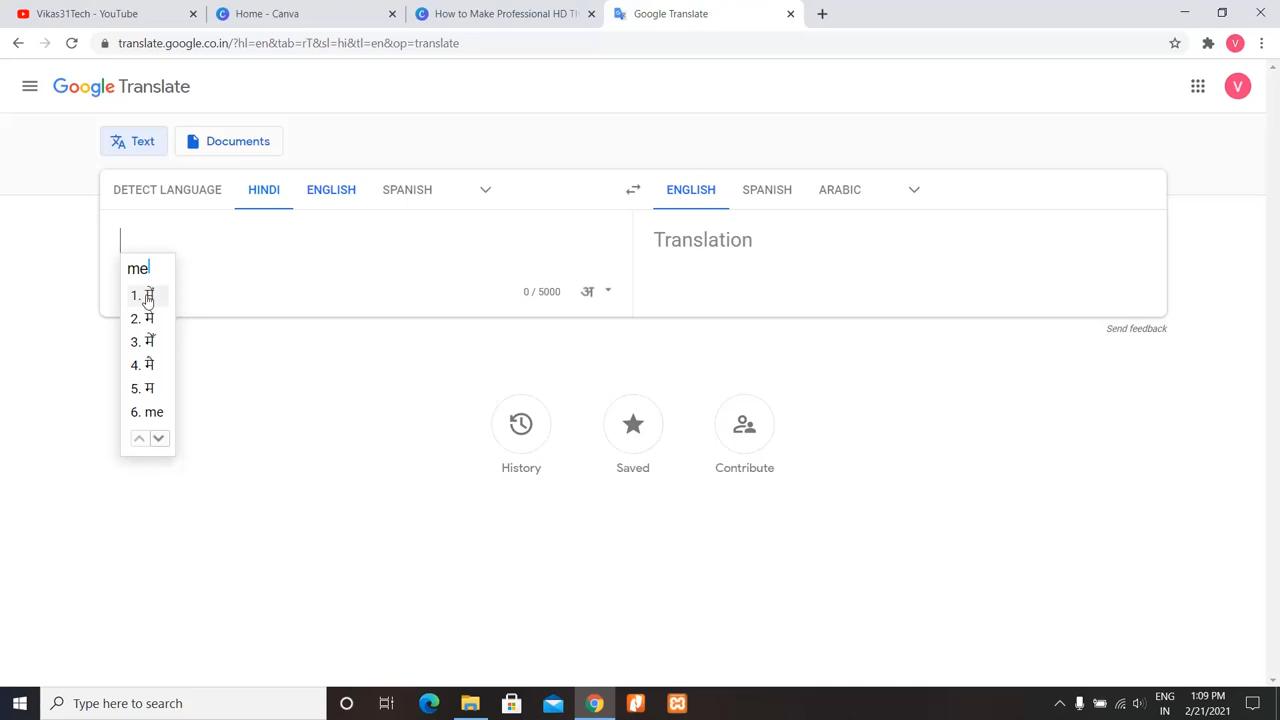 Vikas31Tech - YouTube
Home - Canva
How to Make Professional HD Th
Google Translate
translate.google.co.in/?hl=en&tab=rT&sl=hi&tl=en&op=translate
V
Google Translate
V
Text
Documents
DETECT LANGUAGE HINDI ENGLISH SPANISH
ENGLISH SPANISH ARABIC
Translation
me
1.
2. म
3. में
4. मे
5. म
6. me
0 / 5000
अ
Send feedback
History
Saved
Contribute
Type here to search
ENG
IN
1:09 PM
2/21/2021